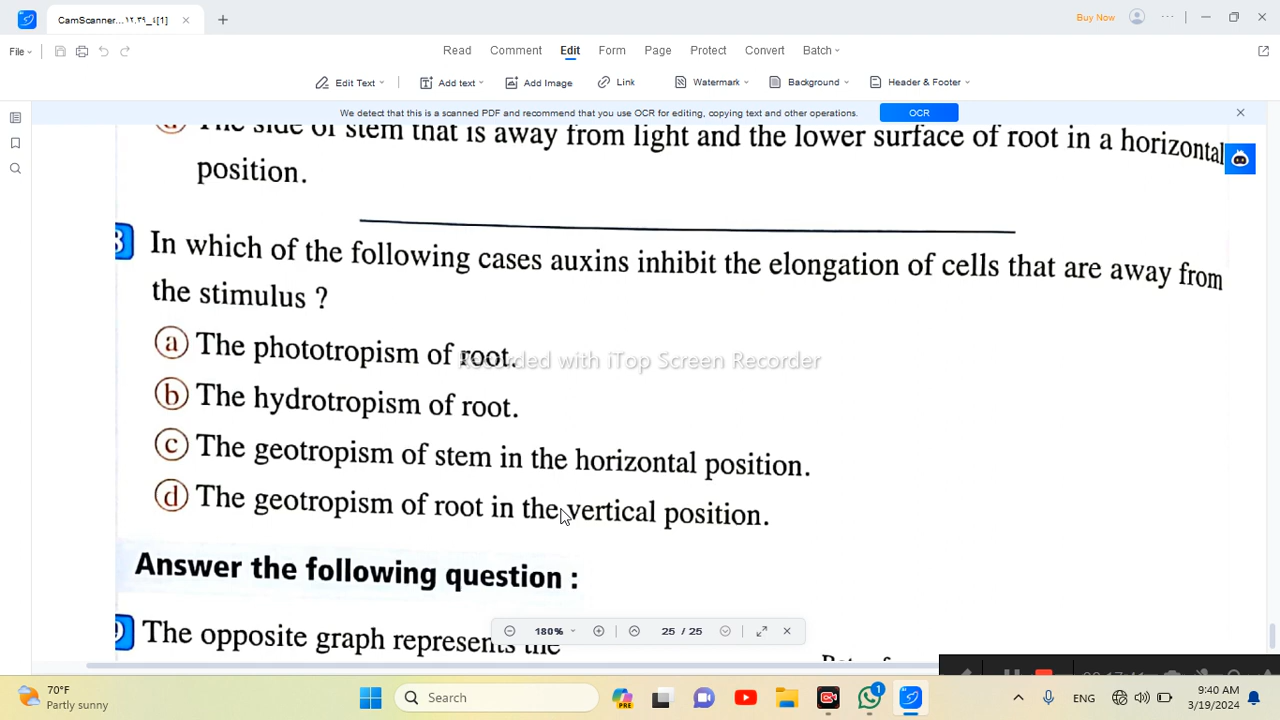 CamScanner...١٢.٣٩_٤[1]
Buy Now
File
Read Comment Edit Form Page Protect Convert Batch
Edit Text Add text Add Image Link Watermark Background Header & Footer
We detect that this is a scanned PDF and recommend that you use OCR for editing, copying text and other operations. OCR
The side of stem that is away from light and the lower surface of root in a horizontal
position.
In which of the following cases auxins inhibit the elongation of cells that are away from
the stimulus ?
a The phototropism of root.
Recorded with iTop Screen Recorder
b The hydrotropism of root.
c The geotropism of stem in the horizontal position.
d The geotropism of root in the vertical position.
Answer the following question :
The opposite graph represents the
180% 25 / 25
70°F
Partly sunny
Search
PRE
1
ENG
9:40 AM
3/19/2024